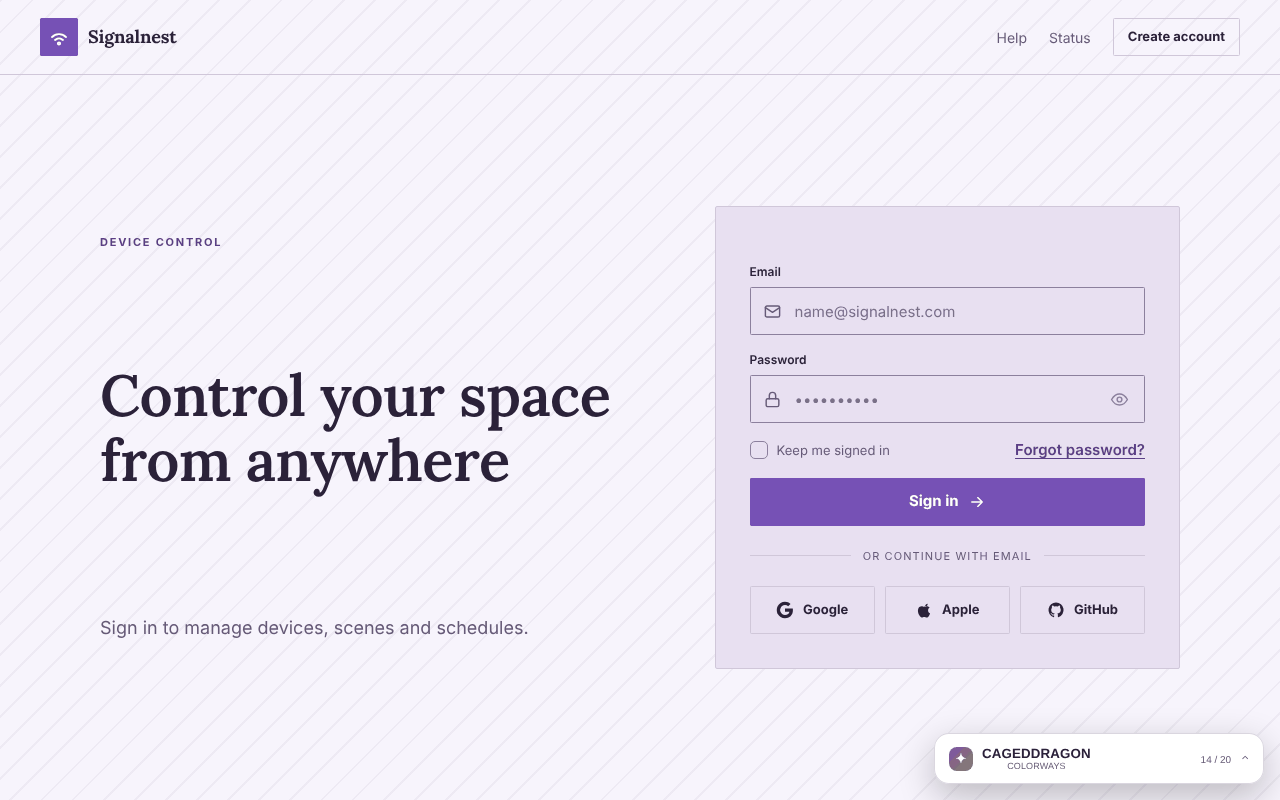 Signalnest
Help
Status
Create account
DEVICE CONTROL
Control your space
from anywhere
Sign in to manage devices, scenes and schedules.
Email
name@signalnest.com
Password
Keep me signed in
Forgot password?
Sign in
OR CONTINUE WITH EMAIL
Google
Apple
GitHub
CAGEDDRAGON
COLORWAYS
14 / 20